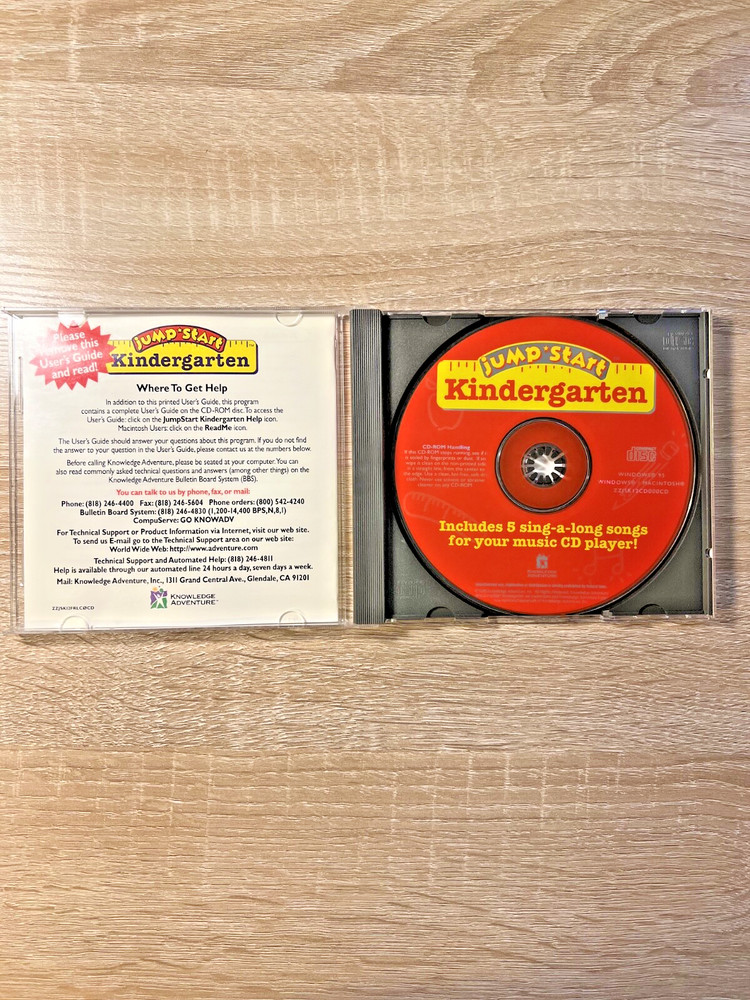 Please
remove this
User's Guide
and read!
Jump·Start
Kindergarten
Where To Get Help
In addition to this printed User's Guide, this program
contains a complete User's Guide on the CD-ROM disc. To access the
User's Guide: click on the JumpStart Kindergarten Help icon.
Macintosh Users: click on the ReadMe icon.
The User's Guide should answer your questions about this program. If you do not find
the answer to your question in the User's Guide, please contact us at the numbers below.
Before calling Knowledge Adventure, please be seated at your computer. You can
also read commonly asked technical questions and answers (among other things) on the
Knowledge Adventure Bulletin Board System (BBS).
You can talk to us by phone, fax, or mail:
Phone: (818) 246-4400 Fax: (818) 246-5604 Phone orders: (800) 542-4240
Bulletin Board System: (818) 246-4830 (1,200-14,400 BPS,N,8,1)
CompuServe: GO KNOWADV
For Technical Support or Product Information via Internet, visit our web site.
To send us E-mail go to the Technical Support area on our web site:
World Wide Web: http://www.adventure.com
Technical Support and Automated Help: (818) 246-4811
Help is available through our automated line 24 hours a day, seven days a week.
Mail: Knowledge Adventure, Inc., 1311 Grand Central Ave., Glendale, CA 91201
KNOWLEDGE
ADVENTURE™
Jump·Start
Kindergarten
CD-ROM Handling
WINDOWS 95
WINDOWS / MACINTOSH
Includes 5 sing-a-long songs
for your music CD player!